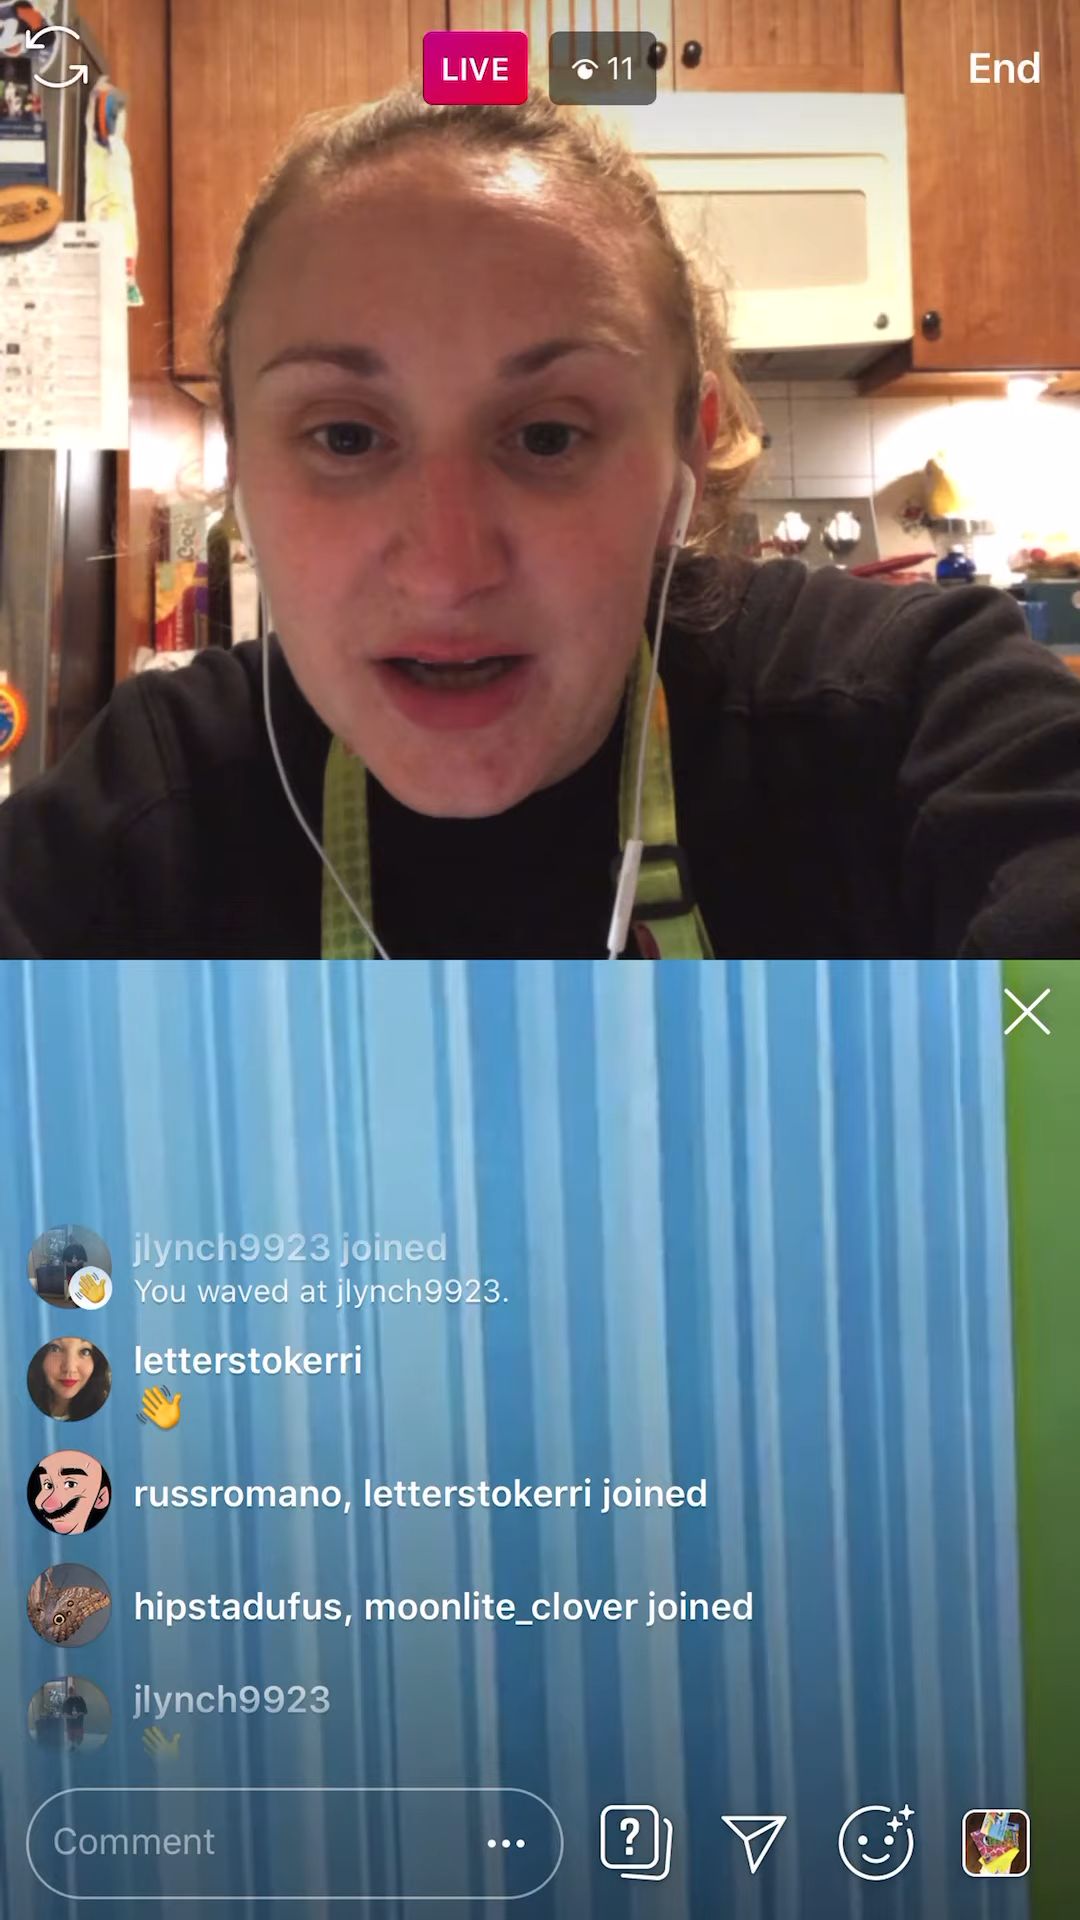 LIVE
11
End
jlynch9923 joined
You waved at jlynch9923.
letterstokerri
👋
russromano, letterstokerri joined
hipstadufus, moonlite_clover joined
jlynch9923
👋
Comment